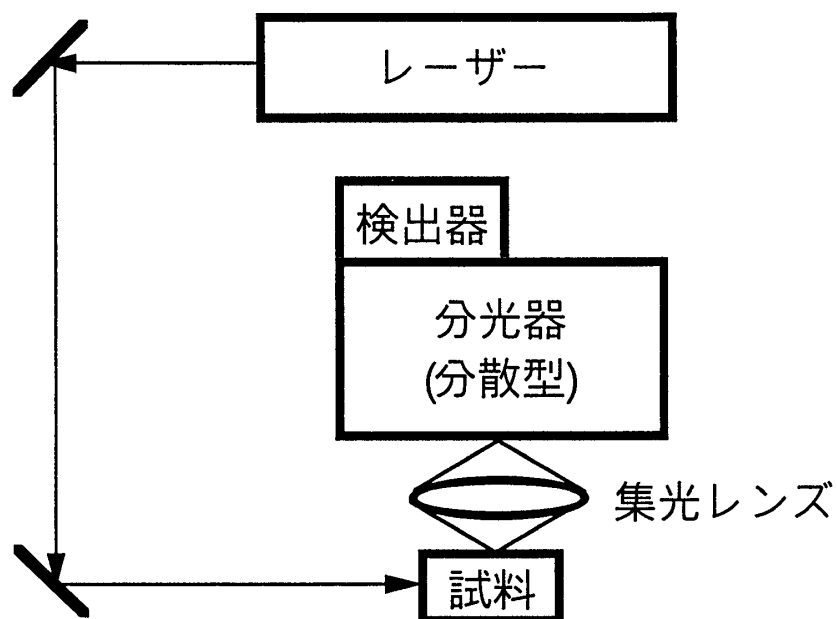 レーザー
検出器
分光器
(分散型)
集光レンズ
試料